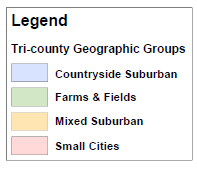 Legend
Tri-county Geographic Groups
Countryside Suburban
Farms & Fields
Mixed Suburban
Small Cities